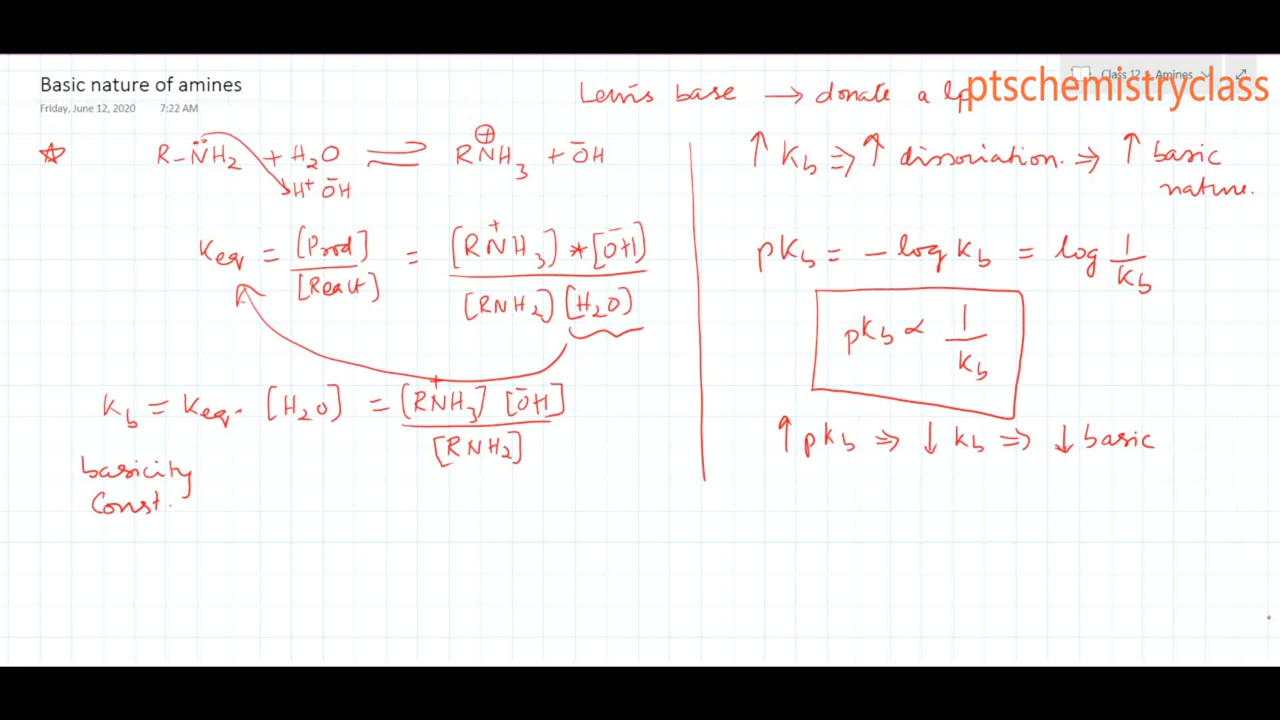 Basic nature of amines
Friday, June 12, 2020 7:22 AM
Class 12 - Amines
ptschemistryclass
Lewis base → donate a lp
R-N̈H₂ + H₂O ⇌ RN⊕H₃ + ŌH
H⁺ ŌH
Keq = [Prod]/[React] = [RN⁺H₃] * [ŌH] / [RNH₂] [H₂O]
Kb = Keq. [H₂O] = [RN⁺H₃] [ŌH] / [RNH₂]
basicity
Const.
↑ Kb ⇒ ↑ dissociation. ⇒ ↑ basic
nature.
pKb = - log Kb = log 1/Kb
pKb ∝ 1/Kb
↑ pKb ⇒ ↓ Kb ⇒ ↓ basic